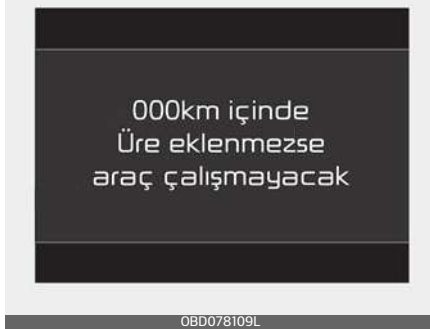 000km içinde
Üre eklenmezse
araç çalışmayacak
OBD078109L